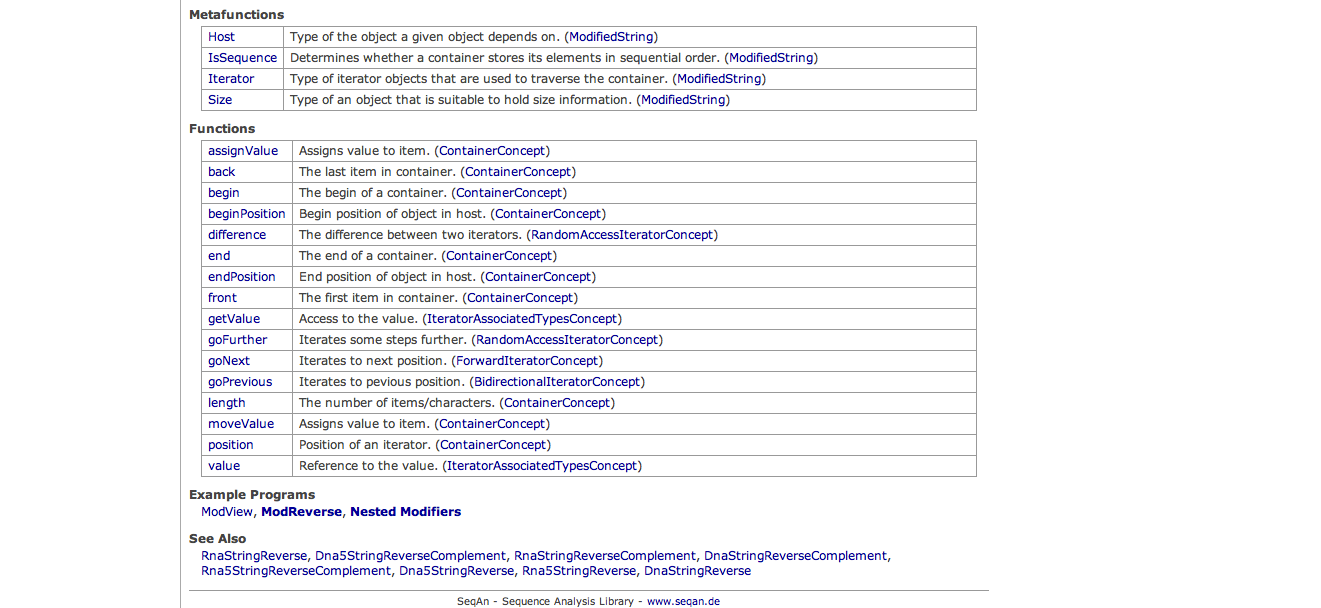 Metafunctions
Host Type of the object a given object depends on. (ModifiedString)
IsSequence Determines whether a container stores its elements in sequential order. (ModifiedString)
Iterator Type of iterator objects that are used to traverse the container. (ModifiedString)
Size Type of an object that is suitable to hold size information. (ModifiedString)
Functions
assignValue Assigns value to item. (ContainerConcept)
back The last item in container. (ContainerConcept)
begin The begin of a container. (ContainerConcept)
beginPosition Begin position of object in host. (ContainerConcept)
difference The difference between two iterators. (RandomAccessIteratorConcept)
end The end of a container. (ContainerConcept)
endPosition End position of object in host. (ContainerConcept)
front The first item in container. (ContainerConcept)
getValue Access to the value. (IteratorAssociatedTypesConcept)
goFurther Iterates some steps further. (RandomAccessIteratorConcept)
goNext Iterates to next position. (ForwardIteratorConcept)
goPrevious Iterates to pevious position. (BidirectionalIteratorConcept)
length The number of items/characters. (ContainerConcept)
moveValue Assigns value to item. (ContainerConcept)
position Position of an iterator. (ContainerConcept)
value Reference to the value. (IteratorAssociatedTypesConcept)
Example Programs
ModView, ModReverse, Nested Modifiers
See Also
RnaStringReverse, Dna5StringReverseComplement, RnaStringReverseComplement, DnaStringReverseComplement,
Rna5StringReverseComplement, Dna5StringReverse, Rna5StringReverse, DnaStringReverse
SeqAn - Sequence Analysis Library - www.seqan.de